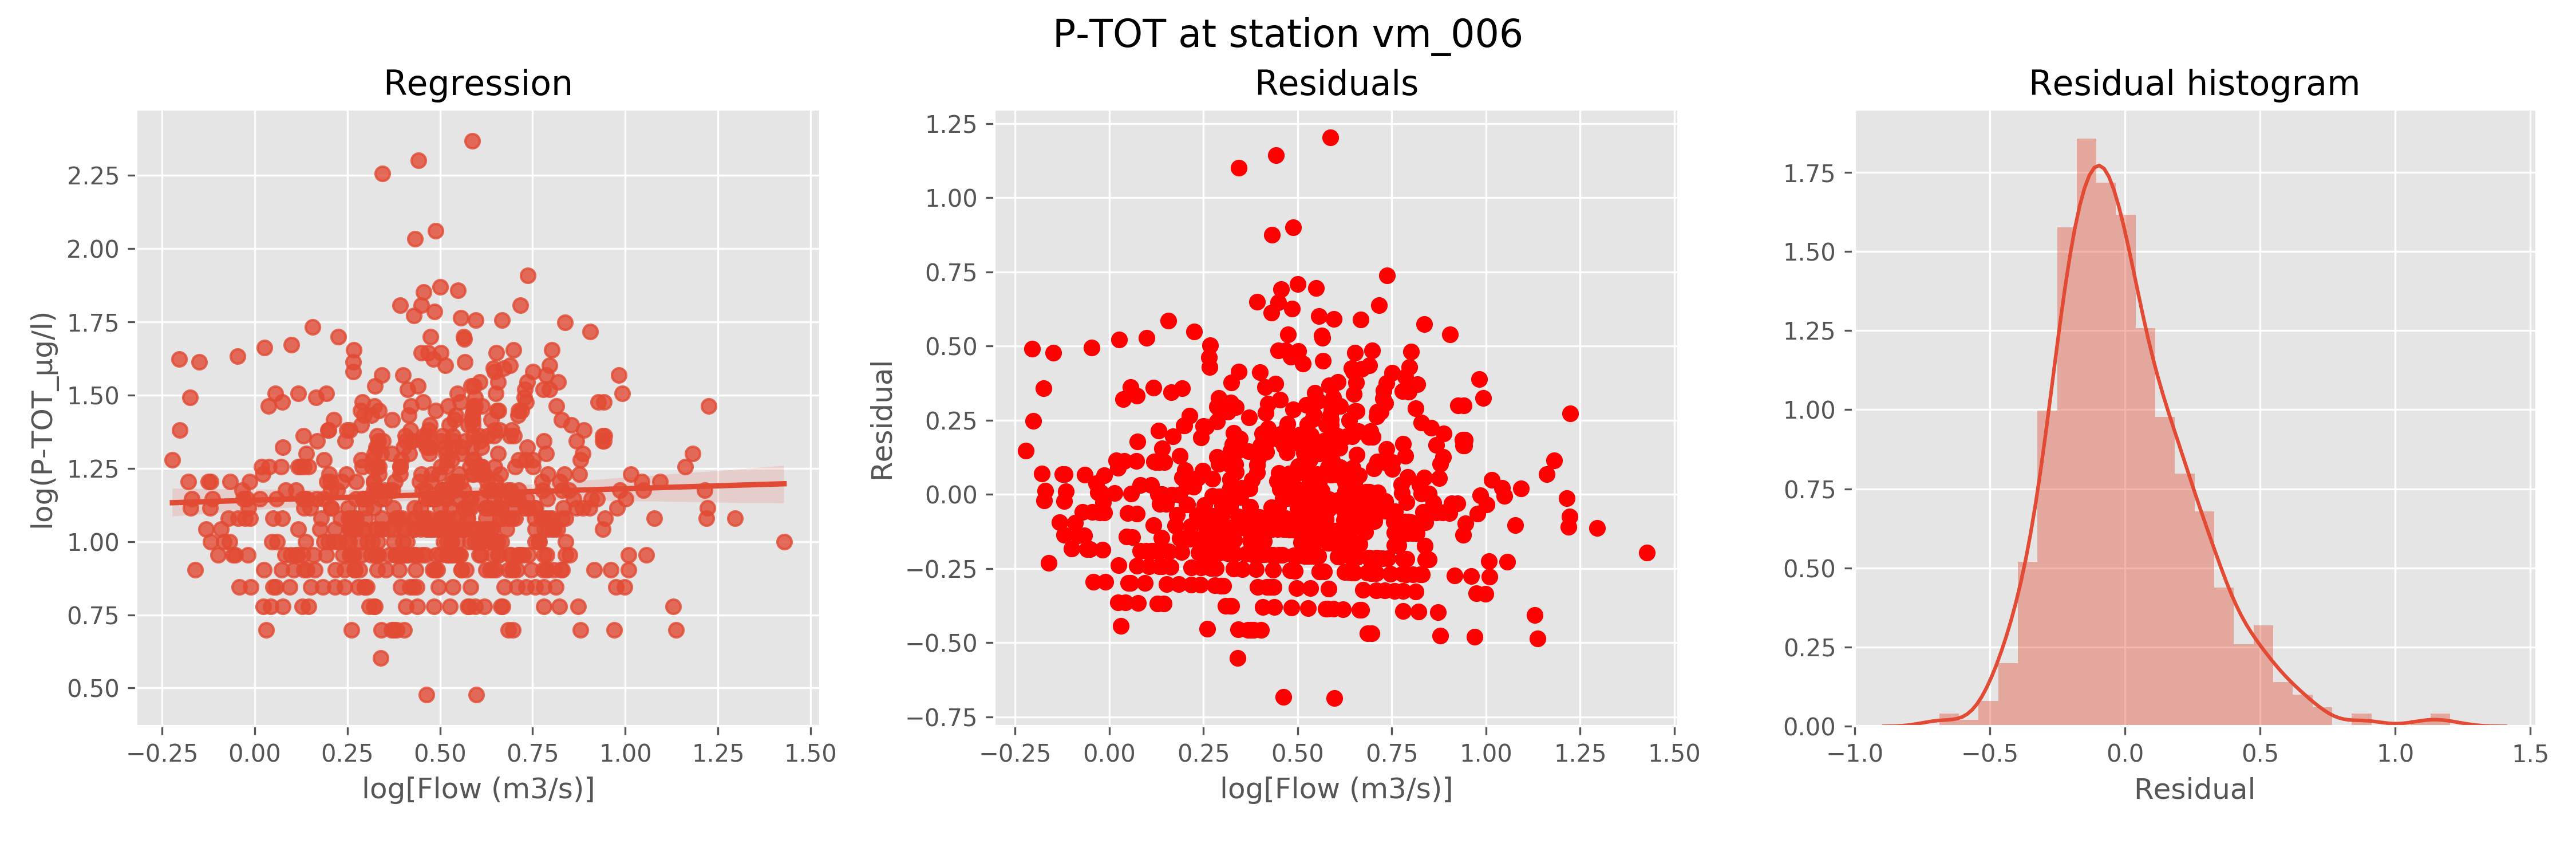 P-TOT at station vm_006
Regression
Residuals
Residual histogram
log(P-TOT_µg/l)
2.25
2.00
1.75
1.50
1.25
1.00
0.75
0.50
−0.25 0.00 0.25 0.50 0.75 1.00 1.25 1.50
log[Flow (m3/s)]
Residual
1.25
1.00
0.75
0.50
0.25
0.00
−0.25
−0.50
−0.75
−0.25 0.00 0.25 0.50 0.75 1.00 1.25 1.50
log[Flow (m3/s)]
1.75
1.50
1.25
1.00
0.75
0.50
0.25
0.00
−1.0 −0.5 0.0 0.5 1.0 1.5
Residual